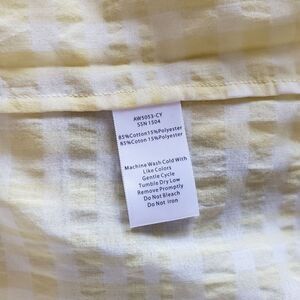 AW5053-CY
SSN 1504
85%Cotton15%Polyester
85%Coton 15%Polyester
Machine Wash Cold With
Like Colors
Gentle Cycle
Tumble Dry Low
Remove Promptly
Do Not Bleach
Do Not Iron